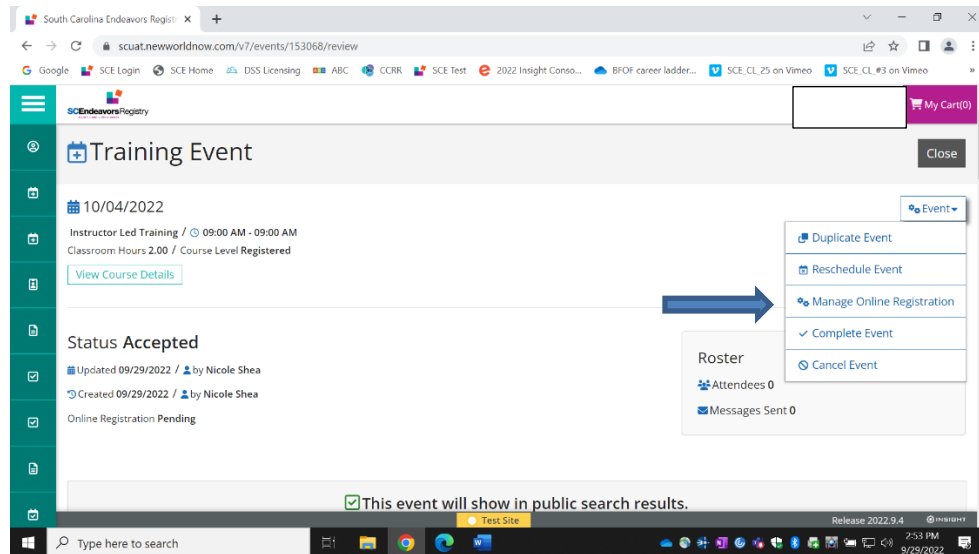 South Carolina Endeavors Regist
scuat.newworldnow.com/v7/events/153068/review
Google SCE Login SCE Home DSS Licensing ABC CCRR SCE Test 2022 Insight Conso... BFOF career ladder... SCE_CL_25 on Vimeo SCE_CL_#3 on Vimeo »
SCEndeavorsRegistry
My Cart(0)
Training Event
Close
10/04/2022
Event
Instructor Led Training / 09:00 AM - 09:00 AM
Classroom Hours 2.00 / Course Level Registered
View Course Details
Duplicate Event
Reschedule Event
Manage Online Registration
Complete Event
Cancel Event
Status Accepted
Updated 09/29/2022 / by Nicole Shea
Created 09/29/2022 / by Nicole Shea
Online Registration Pending
Roster
Attendees 0
Messages Sent 0
This event will show in public search results.
Test Site
Release 2022.9.4
INSIGHT
Type here to search
2:53 PM
9/29/2022